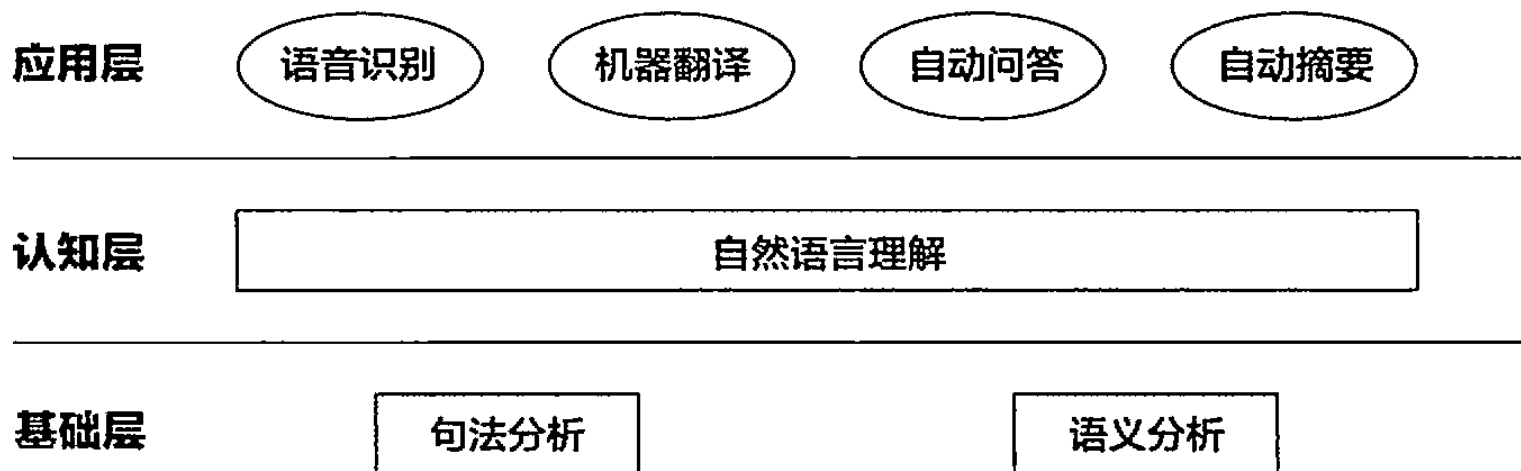 应用层 语音识别 机器翻译 自动问答 自动摘要
认知层 自然语言理解
基础层 句法分析 语义分析